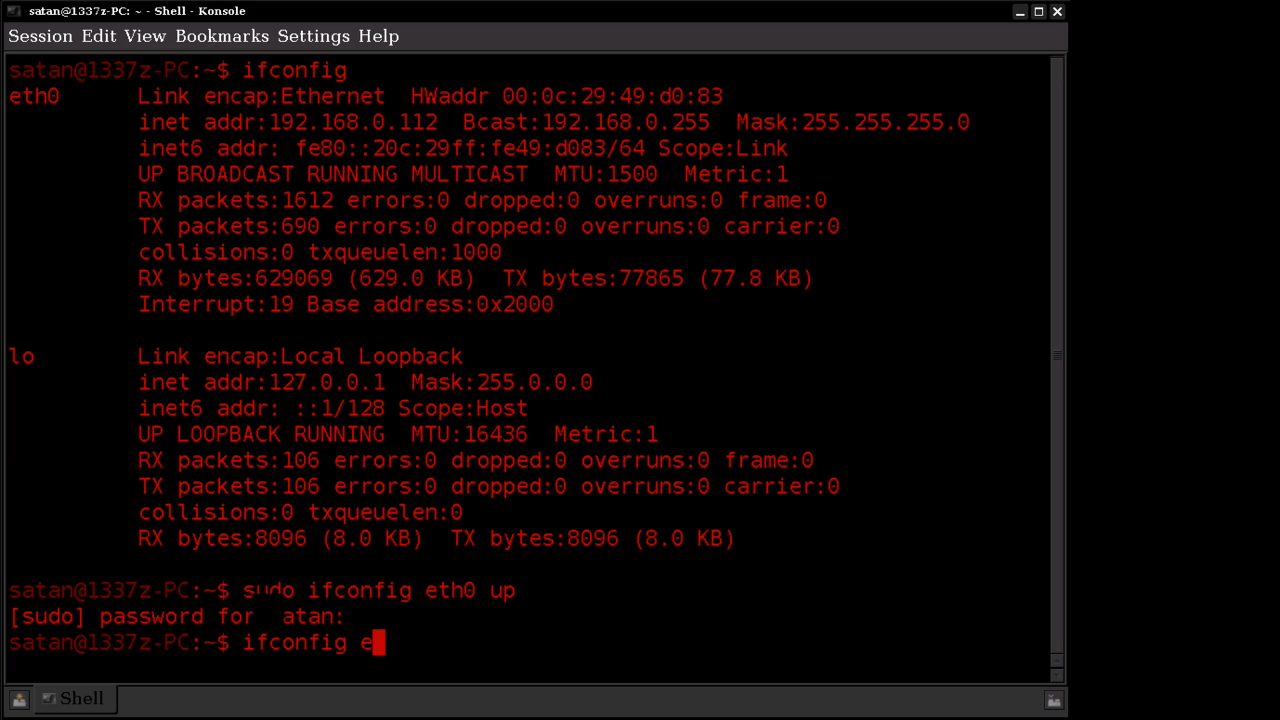 satan@1337z-PC: ~ - Shell - Konsole
Session Edit View Bookmarks Settings Help
satan@1337z-PC:~$ ifconfig
eth0      Link encap:Ethernet  HWaddr 00:0c:29:49:d0:83
          inet addr:192.168.0.112  Bcast:192.168.0.255  Mask:255.255.255.0
          inet6 addr: fe80::20c:29ff:fe49:d083/64 Scope:Link
          UP BROADCAST RUNNING MULTICAST  MTU:1500  Metric:1
          RX packets:1612 errors:0 dropped:0 overruns:0 frame:0
          TX packets:690 errors:0 dropped:0 overruns:0 carrier:0
          collisions:0 txqueuelen:1000
          RX bytes:629069 (629.0 KB)  TX bytes:77865 (77.8 KB)
          Interrupt:19 Base address:0x2000
lo        Link encap:Local Loopback
          inet addr:127.0.0.1  Mask:255.0.0.0
          inet6 addr: ::1/128 Scope:Host
          UP LOOPBACK RUNNING  MTU:16436  Metric:1
          RX packets:106 errors:0 dropped:0 overruns:0 frame:0
          TX packets:106 errors:0 dropped:0 overruns:0 carrier:0
          collisions:0 txqueuelen:0
          RX bytes:8096 (8.0 KB)  TX bytes:8096 (8.0 KB)
satan@1337z-PC:~$ sudo ifconfig eth0 up
[sudo] password for  atan:
satan@1337z-PC:~$ ifconfig e
Shell